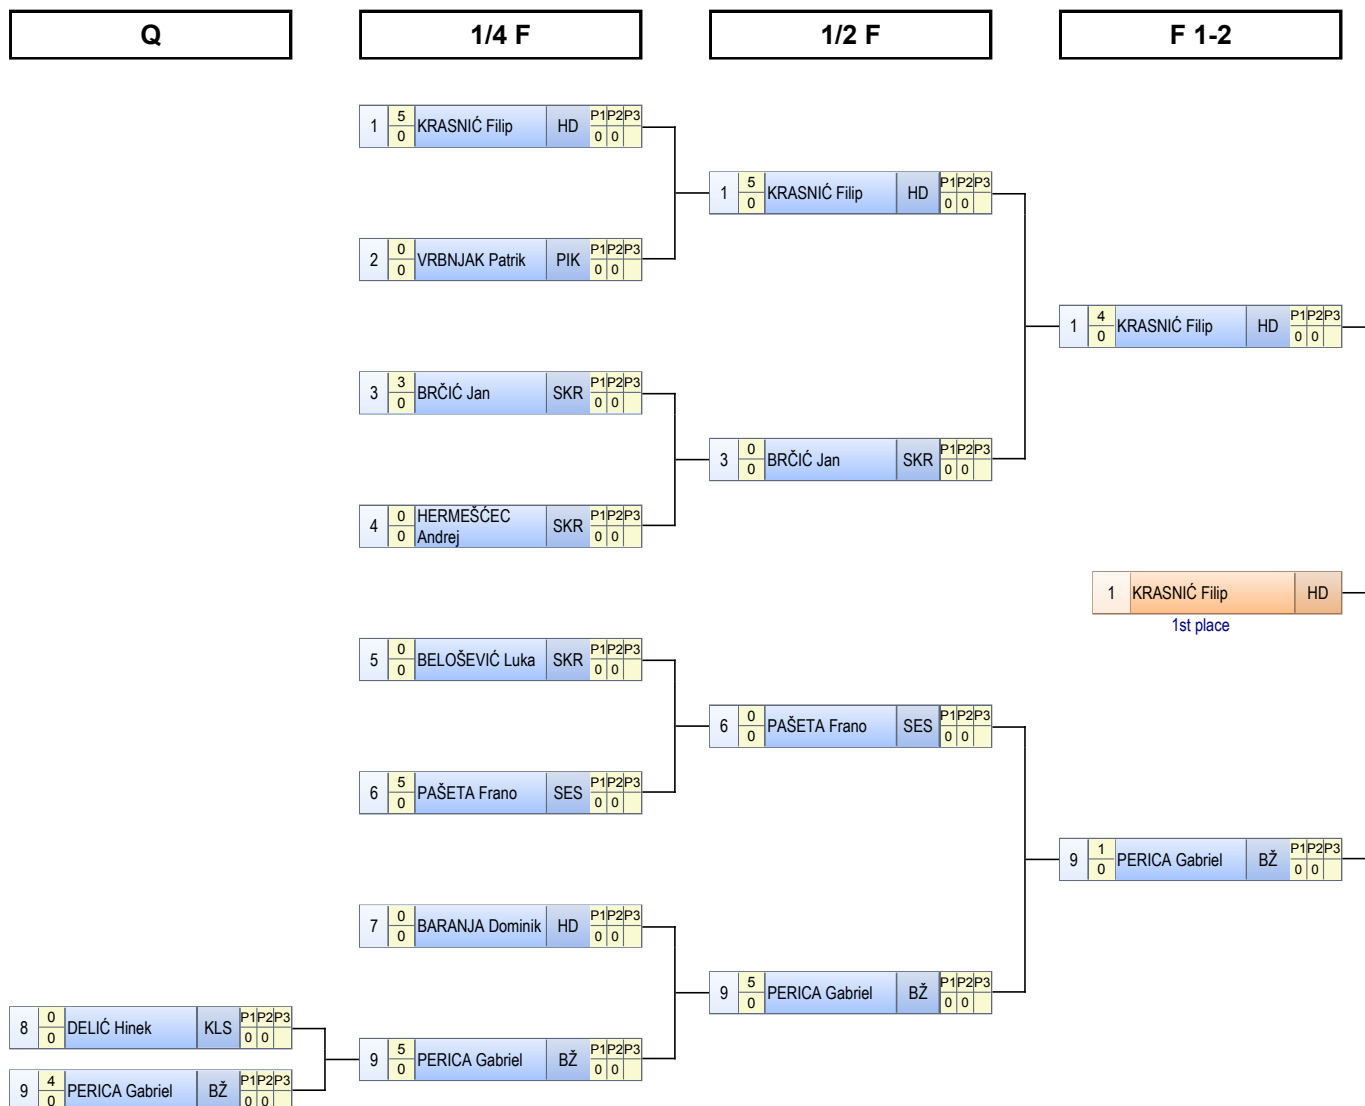 Q
1/4 F
1/2 F
F 1-2
1 5 KRASNIĆ Filip HD P1 P2 P3
0 0 0
2 0 VRBNJAK Patrik PIK P1 P2 P3
0 0 0
3 3 BRČIĆ Jan SKR P1 P2 P3
0 0 0
4 0 HERMEŠĆEC SKR P1 P2 P3
0 Andrej 0 0
5 0 BELOŠEVIĆ Luka SKR P1 P2 P3
0 0 0
6 5 PAŠETA Frano SES P1 P2 P3
0 0 0
7 0 BARANJA Dominik HD P1 P2 P3
0 0 0
8 0 DELIĆ Hinek KLS P1 P2 P3
0 0 0
9 4 PERICA Gabriel BŽ P1 P2 P3
0 0 0
9 5 PERICA Gabriel BŽ P1 P2 P3
0 0 0
1 5 KRASNIĆ Filip HD P1 P2 P3
0 0 0
3 0 BRČIĆ Jan SKR P1 P2 P3
0 0 0
6 0 PAŠETA Frano SES P1 P2 P3
0 0 0
9 5 PERICA Gabriel BŽ P1 P2 P3
0 0 0
1 4 KRASNIĆ Filip HD P1 P2 P3
0 0 0
1 KRASNIĆ Filip HD
1st place
9 1 PERICA Gabriel BŽ P1 P2 P3
0 0 0